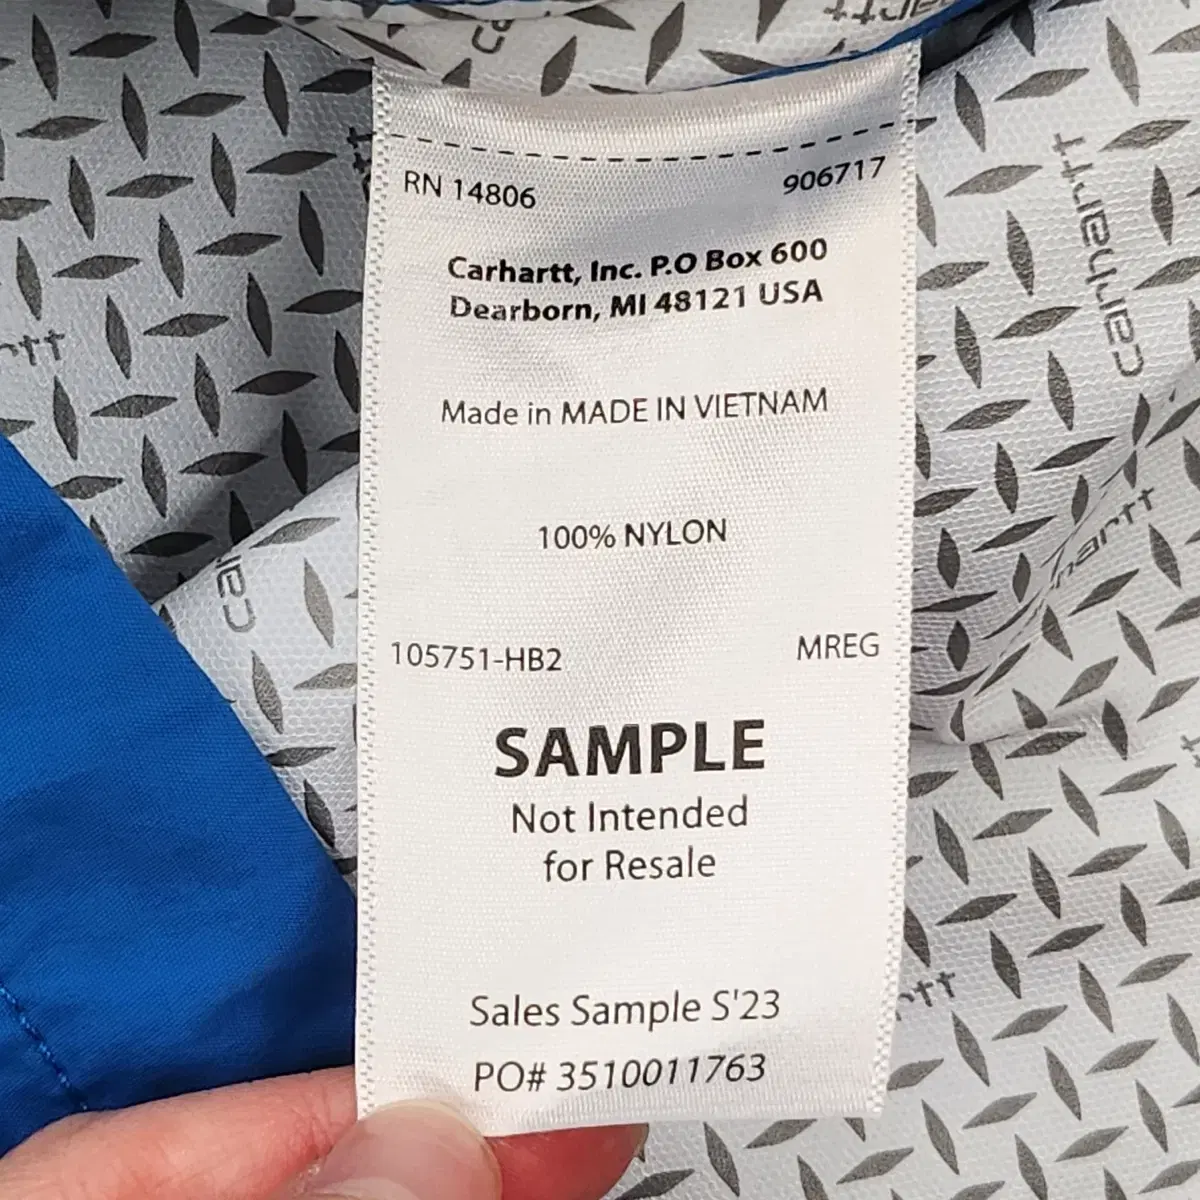 RN 14806
906717
Carhartt, Inc. P.O Box 600
Dearborn, MI 48121 USA
Made in MADE IN VIETNAM
100% NYLON
105751-HB2
MREG
SAMPLE
Not Intended
for Resale
Sales Sample S'23
PO# 3510011763
carhartt